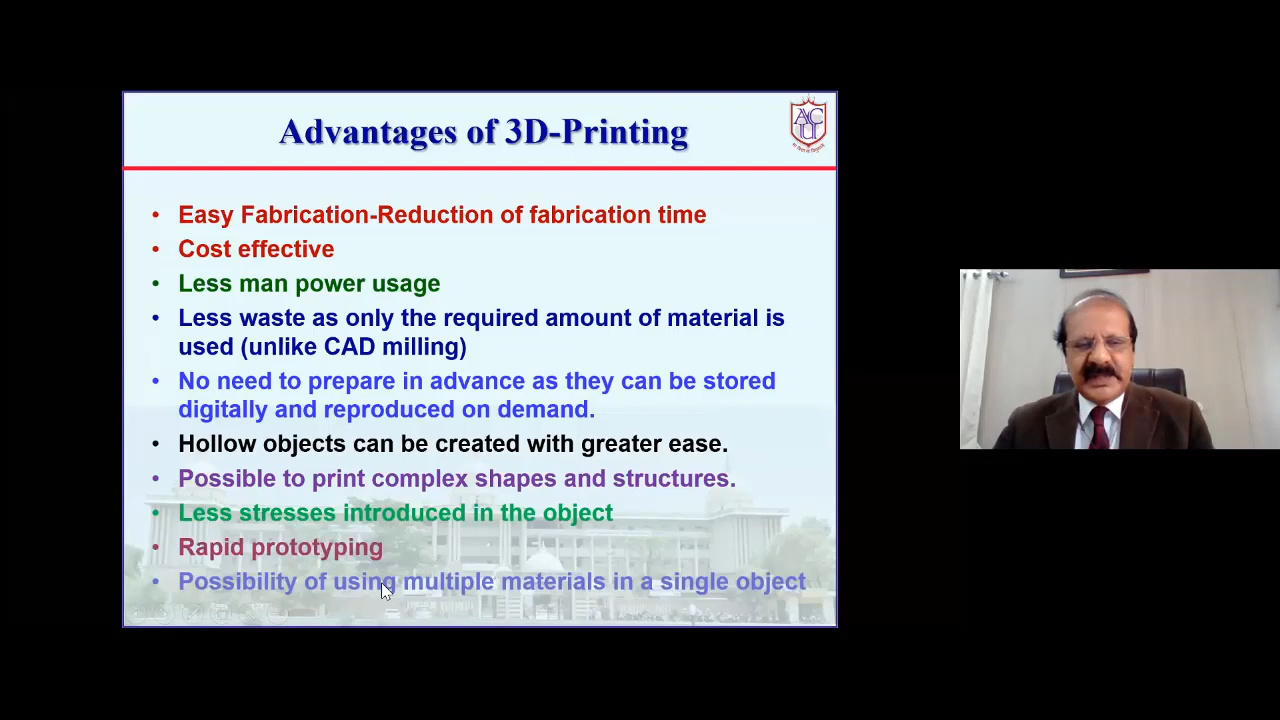 Advantages of 3D-Printing
ACU
• Easy Fabrication-Reduction of fabrication time
• Cost effective
• Less man power usage
• Less waste as only the required amount of material is
used (unlike CAD milling)
• No need to prepare in advance as they can be stored
digitally and reproduced on demand.
• Hollow objects can be created with greater ease.
• Possible to print complex shapes and structures.
• Less stresses introduced in the object
• Rapid prototyping
• Possibility of using multiple materials in a single object